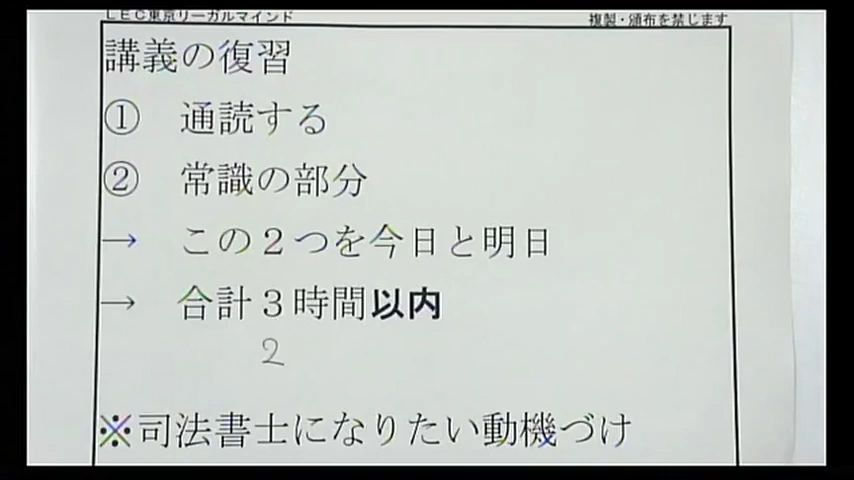 LEC東京リーガルマインド
複製・頒布を禁じます
講義の復習
① 通読する
② 常識の部分
→ この２つを今日と明日
→ 合計３時間以内
2
※司法書士になりたい動機づけ